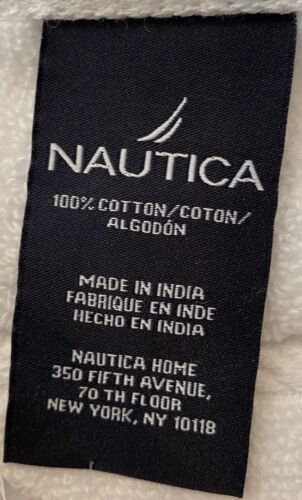 NAUTICA
100% COTTON/COTON/
ALGODÓN
MADE IN INDIA
FABRIQUE EN INDE
HECHO EN INDIA
NAUTICA HOME
350 FIFTH AVENUE,
70 TH FLOOR
NEW YORK, NY 10118